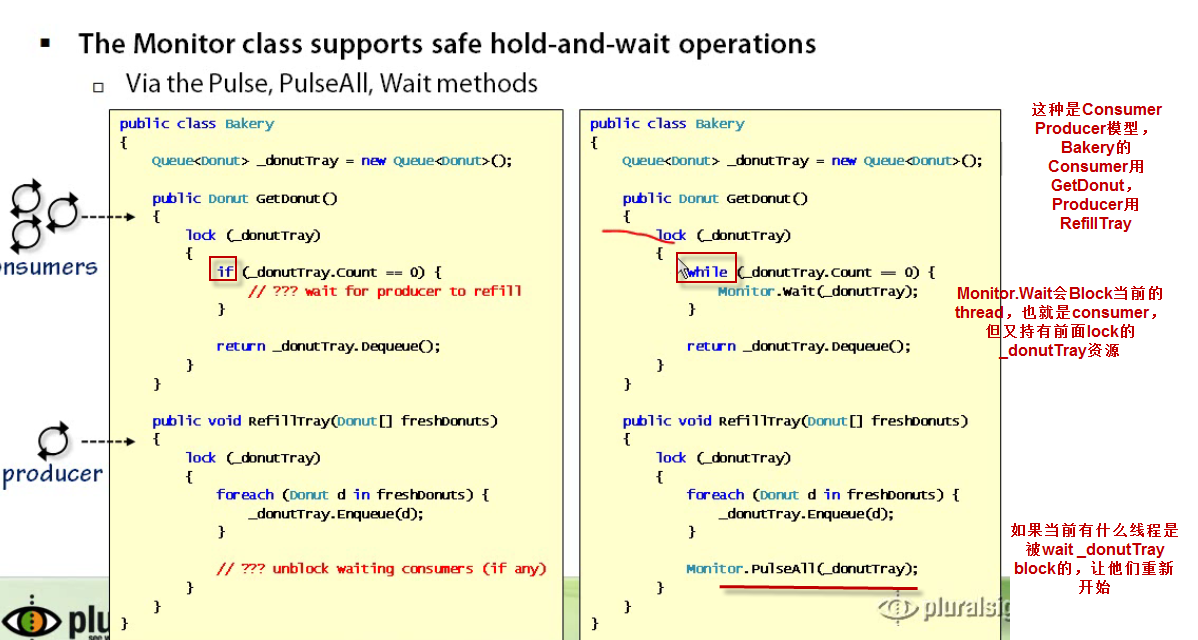 The Monitor class supports safe hold-and-wait operations
Via the Pulse, PulseAll, Wait methods
public class Bakery
{
Queue<Donut> _donutTray = new Queue<Donut>();
public Donut GetDonut()
{
lock (_donutTray)
{
if (_donutTray.Count == 0) {
// ??? wait for producer to refill
}
return _donutTray.Dequeue();
}
}
public void RefillTray(Donut[] freshDonuts)
{
lock (_donutTray)
{
foreach (Donut d in freshDonuts) {
_donutTray.Enqueue(d);
}
// ??? unblock waiting consumers (if any)
}
}
}
nsumers
producer
public class Bakery
{
Queue<Donut> _donutTray = new Queue<Donut>();
public Donut GetDonut()
{
lock (_donutTray)
{
while (_donutTray.Count == 0) {
Monitor.Wait(_donutTray);
}
return _donutTray.Dequeue();
}
}
public void RefillTray(Donut[] freshDonuts)
{
lock (_donutTray)
{
foreach (Donut d in freshDonuts) {
_donutTray.Enqueue(d);
}
Monitor.PulseAll(_donutTray);
}
}
}
这种是Consumer
Producer模型，
Bakery的
Consumer用
GetDonut，
Producer用
RefillTray
Monitor.Wait会Block当前的
thread，也就是consumer，
但又持有前面lock的
_donutTray资源
如果当前有什么线程是
被wait _donutTray
block的，让他们重新
开始
plu
pluralsig